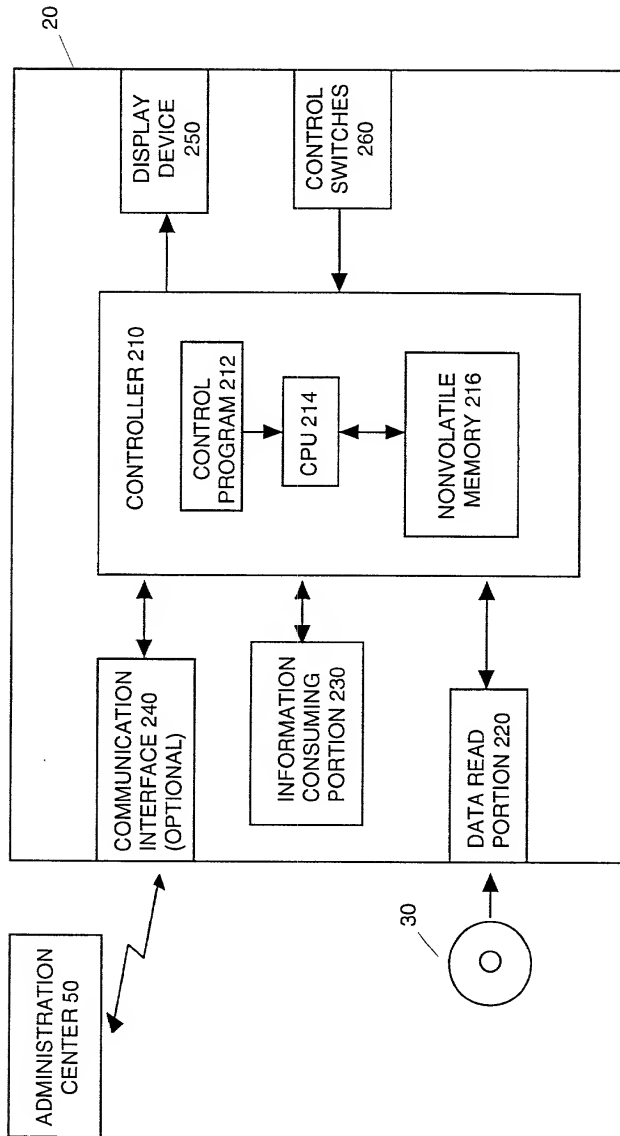 ADMINISTRATION
CENTER 50
COMMUNICATION
INTERFACE 240
(OPTIONAL)
INFORMATION
CONSUMING
PORTION 230
DATA READ
PORTION 220
30
CONTROLLER 210
CONTROL
PROGRAM 212
CPU 214
NONVOLATILE
MEMORY 216
DISPLAY
DEVICE
250
CONTROL
SWITCHES
260
20